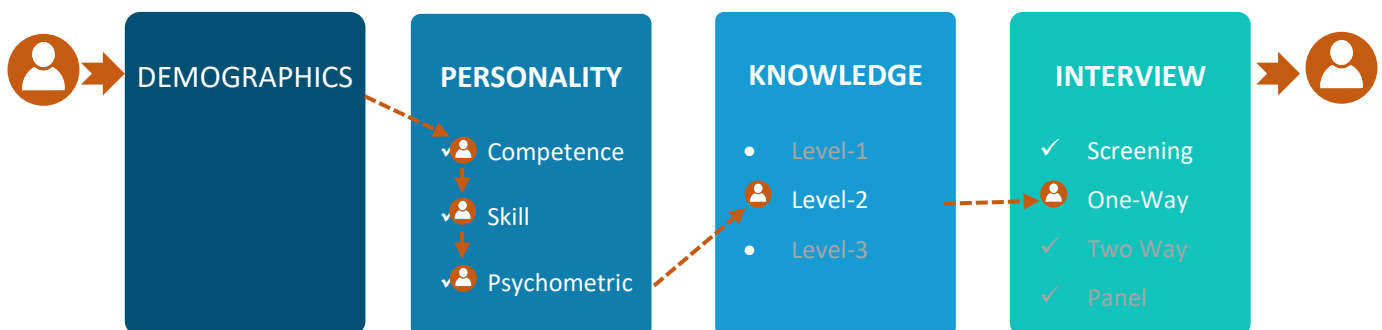 DEMOGRAPHICS
PERSONALITY
Competence
Skill
Psychometric
KNOWLEDGE
Level-1
Level-2
Level-3
INTERVIEW
Screening
One-Way
Two Way
Panel